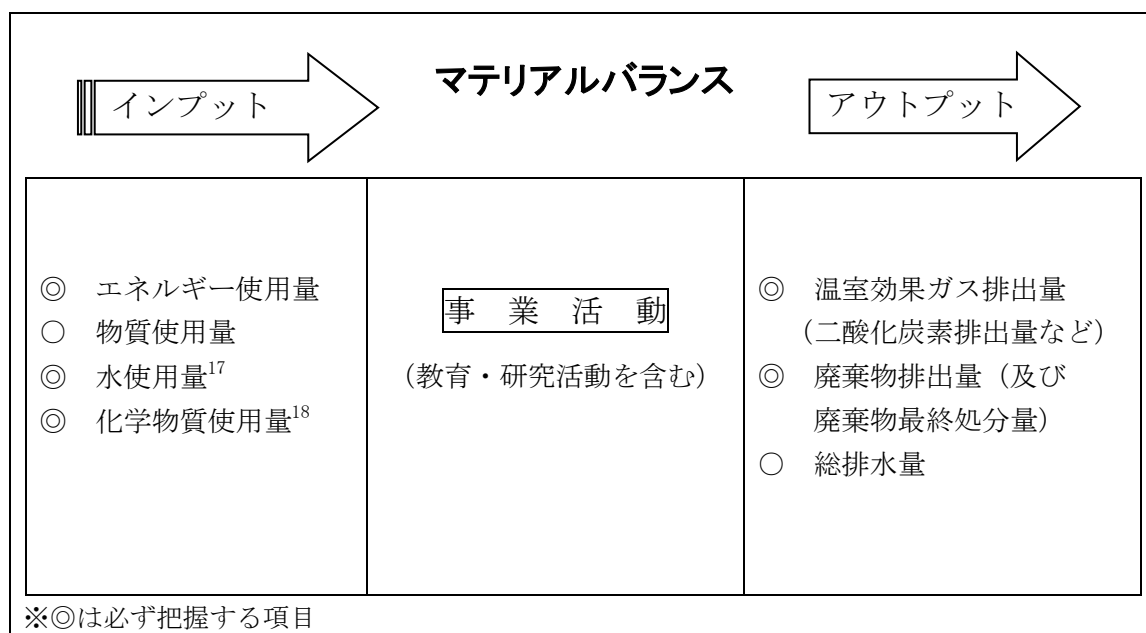 マテリアルバランス
インプット
アウトプット
◎ エネルギー使用量
○ 物質使用量
◎ 水使用量17
◎ 化学物質使用量18
事 業 活 動
（教育・研究活動を含む）
◎ 温室効果ガス排出量
（二酸化炭素排出量など）
◎ 廃棄物排出量（及び
廃棄物最終処分量）
○ 総排水量
※◎は必ず把握する項目